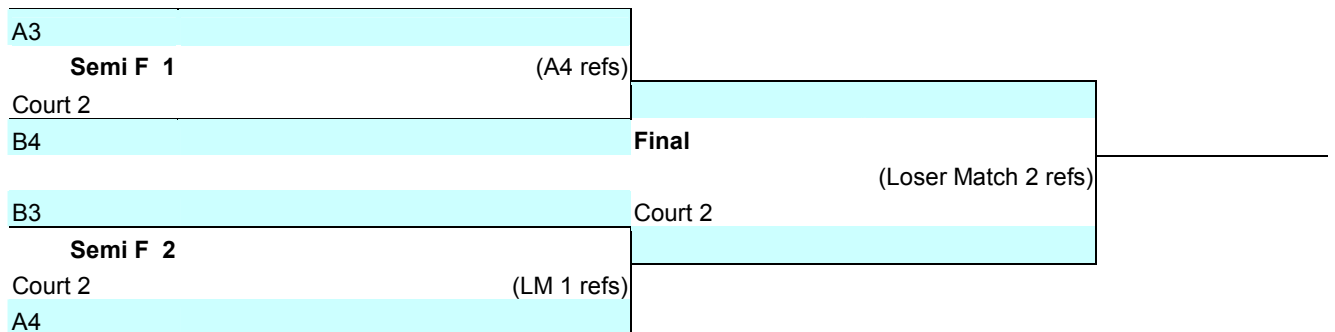 A3
Semi F 1 (A4 refs)
Court 2
B4 Final
(Loser Match 2 refs)
B3 Court 2
Semi F 2
Court 2 (LM 1 refs)
A4